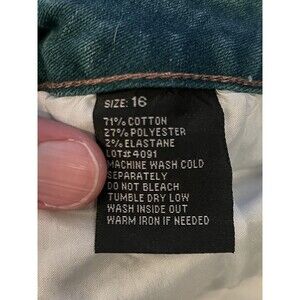 SIZE: 16
71% COTTON
27% POLYESTER
2% ELASTANE
LOT# 4091
MACHINE WASH COLD
SEPARATELY
DO NOT BLEACH
TUMBLE DRY LOW
WASH INSIDE OUT
WARM IRON IF NEEDED